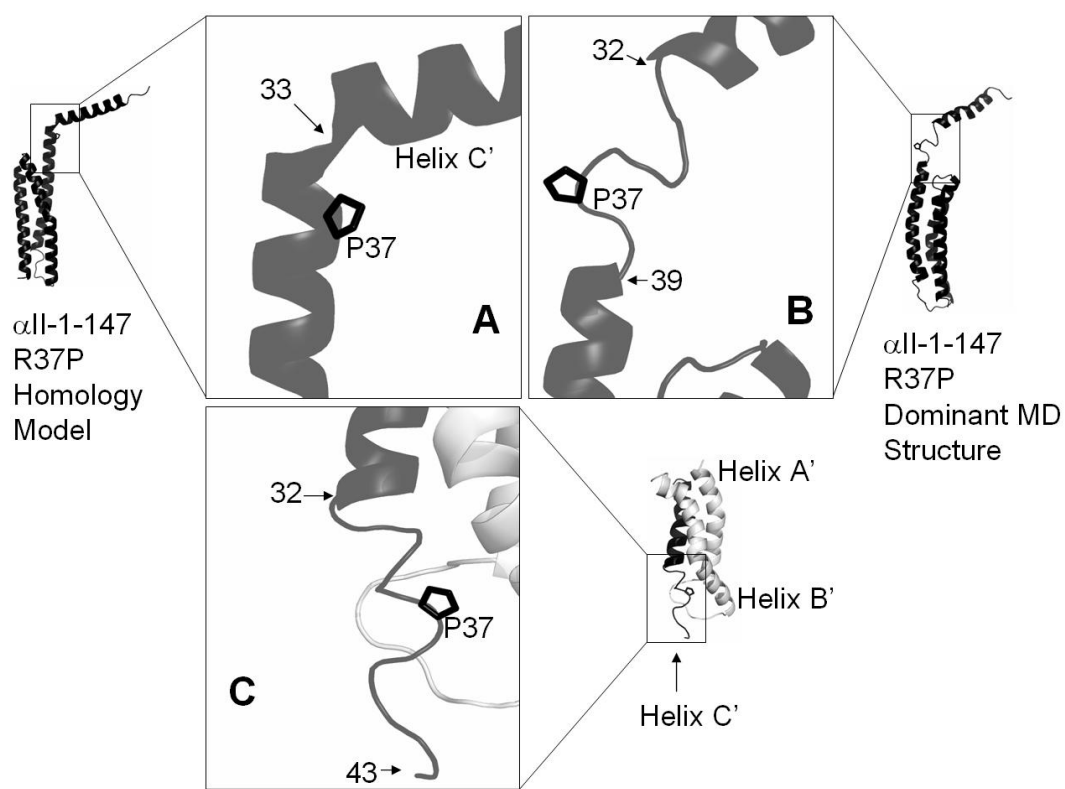 33
Helix C’
P37
A
32
P37
39
B
αII-1-147
R37P
Homology
Model
αII-1-147
R37P
Dominant MD
Structure
32
P37
C
43
Helix A’
Helix B’
Helix C’